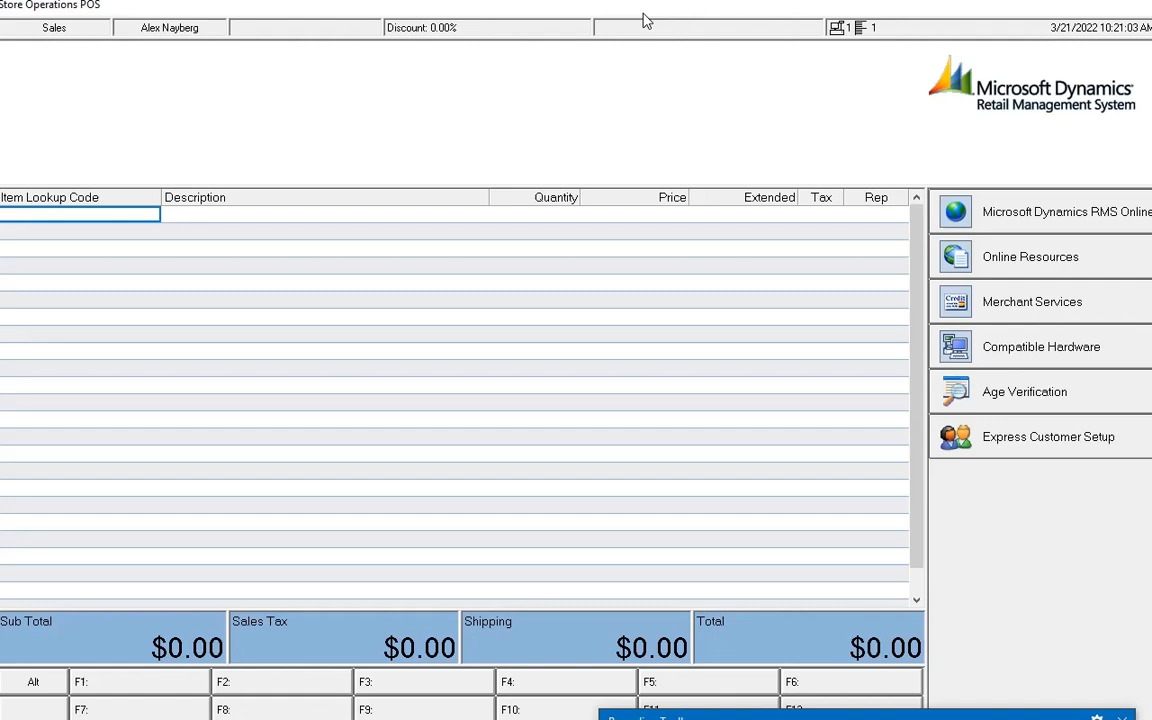 Store Operations POS
Sales Alex Nayberg Discount: 0.00% 1 1 3/21/2022 10:21:03 AM
Microsoft Dynamics
Retail Management System
Item Lookup Code Description Quantity Price Extended Tax Rep
Microsoft Dynamics RMS Online
Online Resources
Credit
Merchant Services
Compatible Hardware
Age Verification
Express Customer Setup
Sub Total Sales Tax Shipping Total
$0.00 $0.00 $0.00 $0.00
Alt F1: F2: F3: F4: F5: F6:
F7: F8: F9: F10: